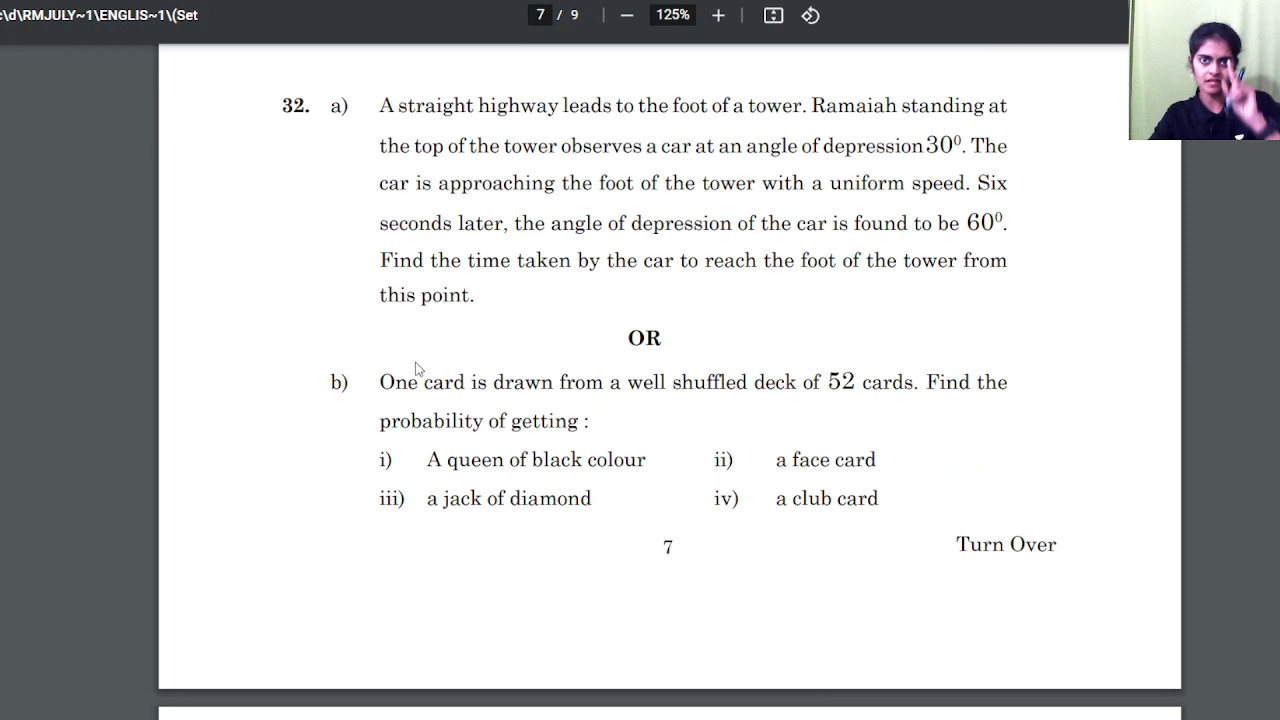 c\d\RMJULY~1\ENGLIS~1\(Set
7 / 9 — 125% +
32. a) A straight highway leads to the foot of a tower. Ramaiah standing at
the top of the tower observes a car at an angle of depression 30⁰. The
car is approaching the foot of the tower with a uniform speed. Six
seconds later, the angle of depression of the car is found to be 60⁰.
Find the time taken by the car to reach the foot of the tower from
this point.
OR
b) One card is drawn from a well shuffled deck of 52 cards. Find the
probability of getting :
i) A queen of black colour ii) a face card
iii) a jack of diamond iv) a club card
7 Turn Over